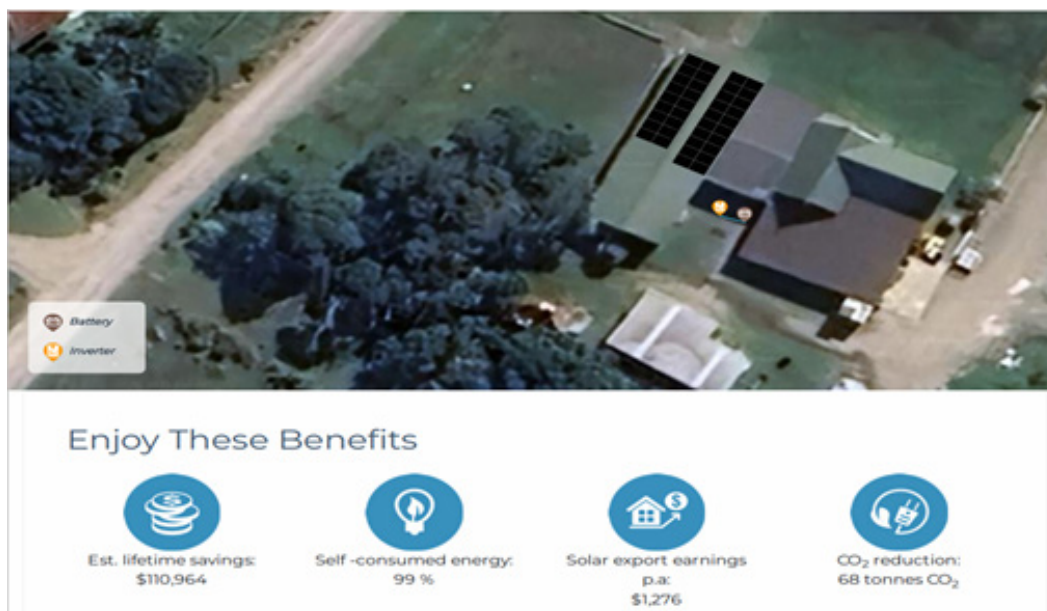 Battery
Inverter
Enjoy These Benefits
Est. lifetime savings:
$110,964
Self -consumed energy:
99 %
Solar export earnings
p.a:
$1,276
CO₂ reduction:
68 tonnes CO₂